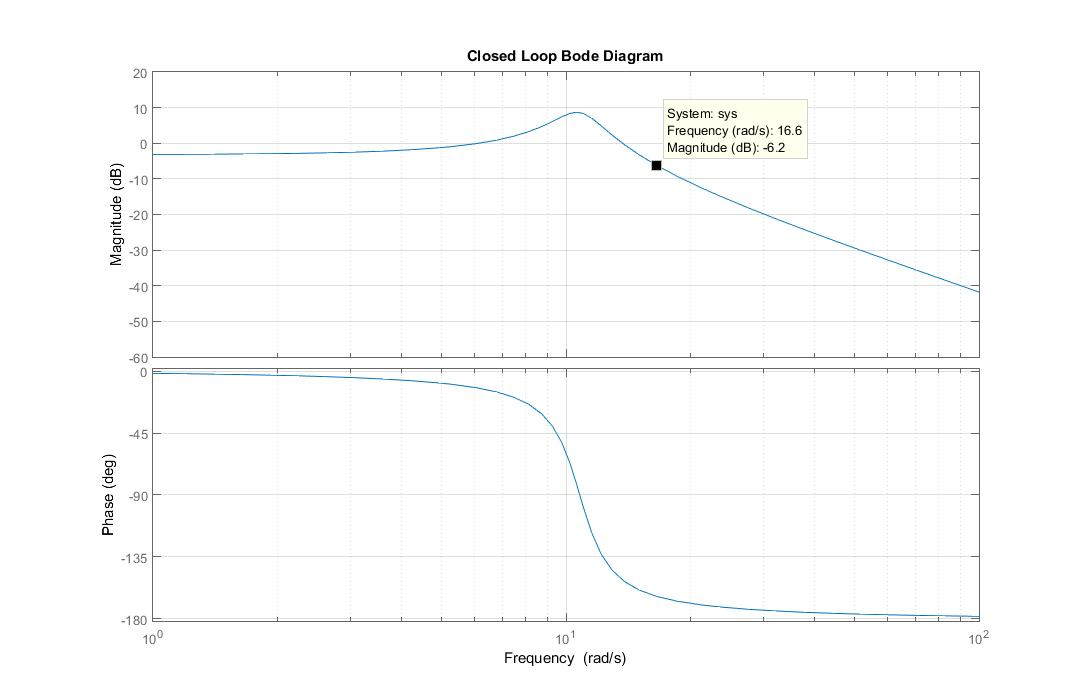 Closed Loop Bode Diagram
20
10
0
-10
-20
-30
-40
-50
-60
Magnitude (dB)
System: sys
Frequency (rad/s): 16.6
Magnitude (dB): -6.2
0
-45
-90
-135
-180
Phase (deg)
10^0 10^1 10^2
Frequency (rad/s)